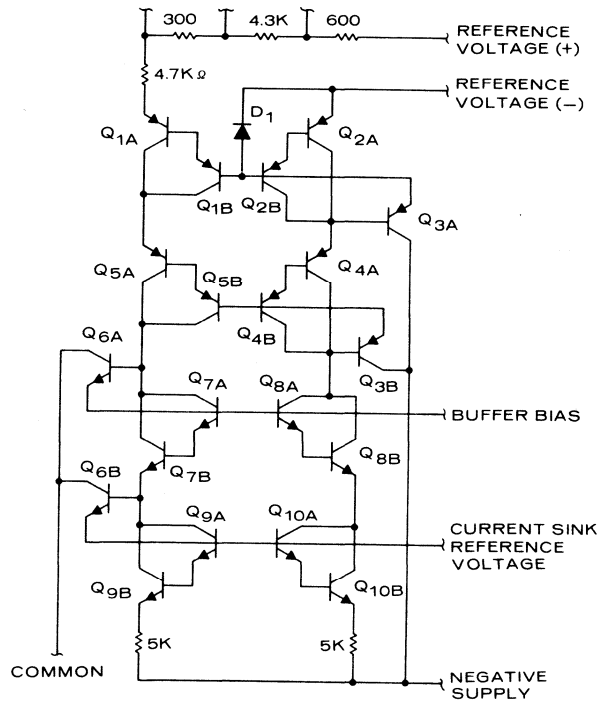 300
4.3K
600
REFERENCE
VOLTAGE (+)
4.7K Ω
REFERENCE
VOLTAGE (−)
D1
Q1A
Q2A
Q1B
Q2B
Q3A
Q5A
Q5B
Q4A
Q4B
Q6A
Q3B
Q7A
Q8A
BUFFER BIAS
Q7B
Q8B
Q6B
Q9A
Q10A
CURRENT SINK
REFERENCE
VOLTAGE
Q9B
Q10B
5K
5K
COMMON
NEGATIVE
SUPPLY